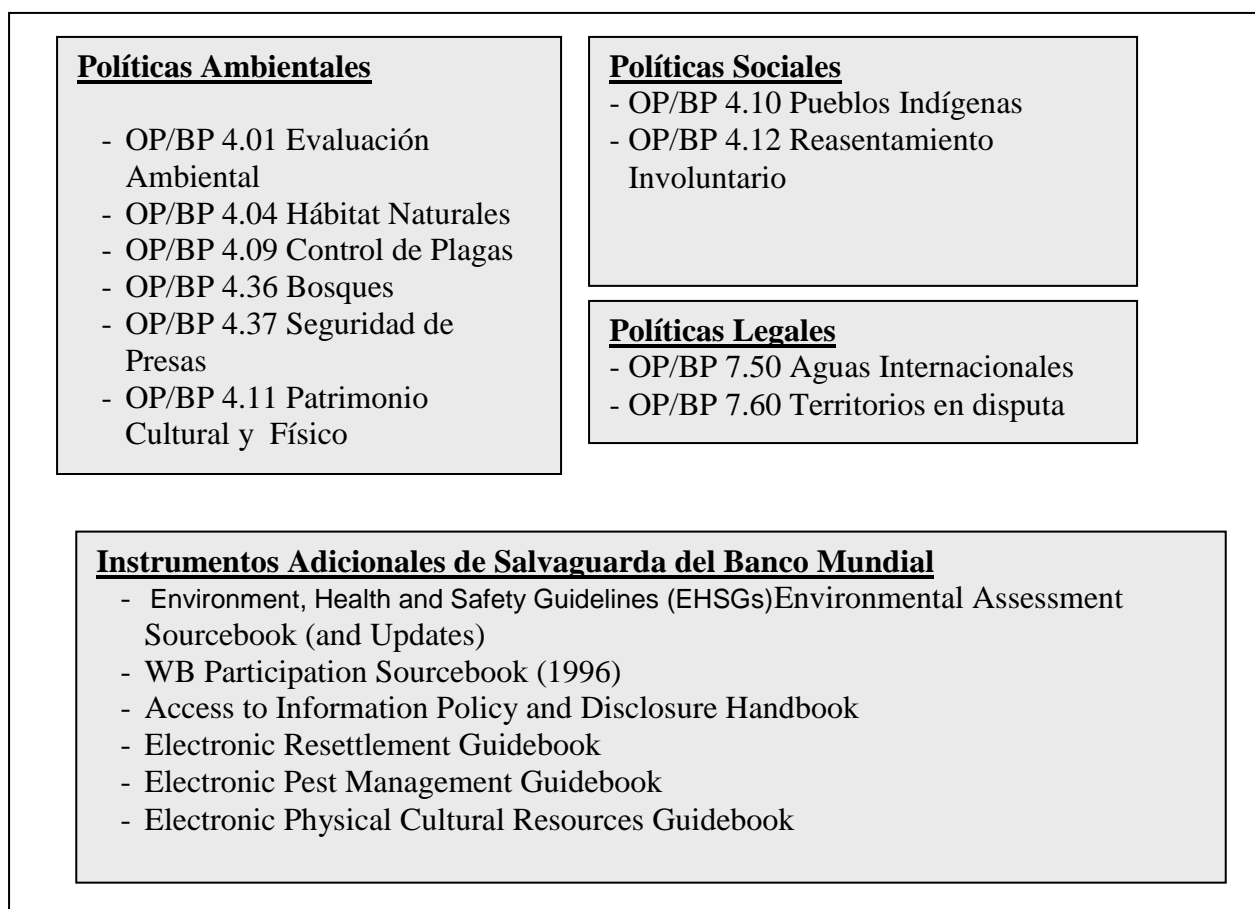 Políticas Ambientales
- OP/BP 4.01 Evaluación
Ambiental
- OP/BP 4.04 Hábitat Naturales
- OP/BP 4.09 Control de Plagas
- OP/BP 4.36 Bosques
- OP/BP 4.37 Seguridad de
Presas
- OP/BP 4.11 Patrimonio
Cultural y Físico
Políticas Sociales
- OP/BP 4.10 Pueblos Indígenas
- OP/BP 4.12 Reasentamiento
Involuntario
Políticas Legales
- OP/BP 7.50 Aguas Internacionales
- OP/BP 7.60 Territorios en disputa
Instrumentos Adicionales de Salvaguarda del Banco Mundial
- Environment, Health and Safety Guidelines (EHSGs)Environmental Assessment
Sourcebook (and Updates)
- WB Participation Sourcebook (1996)
- Access to Information Policy and Disclosure Handbook
- Electronic Resettlement Guidebook
- Electronic Pest Management Guidebook
- Electronic Physical Cultural Resources Guidebook